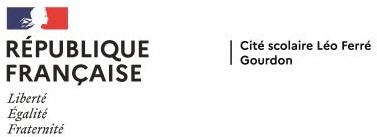 RÉPUBLIQUE
FRANÇAISE
Liberté
Égalité
Fraternité
Cité scolaire Léo Ferré
Gourdon